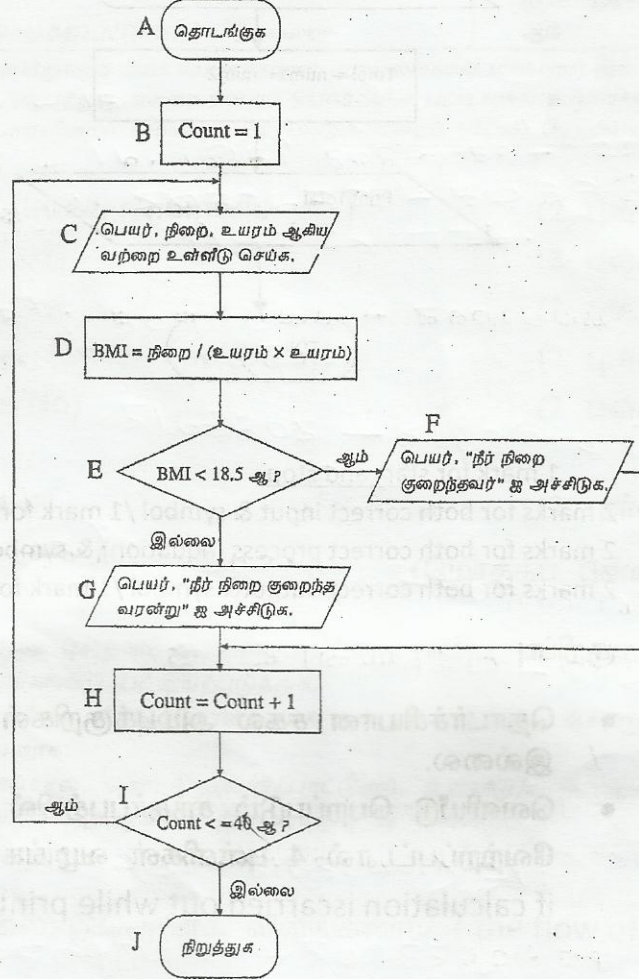 A தொடங்குக
B Count = 1
C பெயர், நிறை, உயரம் ஆகிய
வற்றை உள்ளீடு செய்க.
D BMI = நிறை / (உயரம் × உயரம்)
E BMI < 18.5 ஆ?
ஆம்
F பெயர், "நீர் நிறை
குறைந்தவர்" ஐ அச்சிடுக.
இல்லை
G பெயர், "நீர் நிறை குறைந்த
வரன்று" ஐ அச்சிடுக.
H Count = Count + 1
ஆம்
I Count < = 40 ஆ?
இல்லை
J நிறுத்துக
2 marks for both correct input & symbol / 1 mark for
2 marks for both correct process
2 marks for both correct
if calculation iscarried out while print